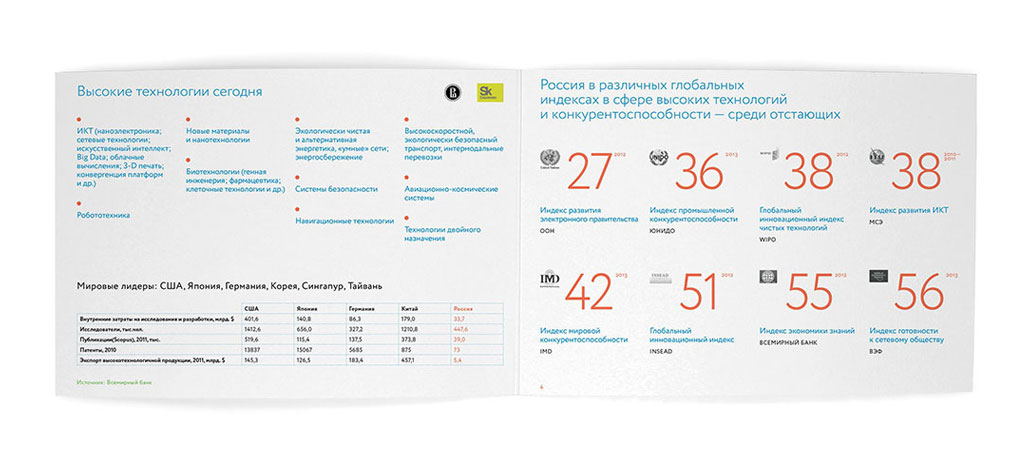 Высокие технологии сегодня
Sk
ИКТ (наноэлектроника;
сетевые технологии;
искусственный интеллект;
Big Data; облачные
вычисления; 3-D печать;
конвергенция платформ
и др.)
Робототехника
Новые материалы
и нанотехнологии
Биотехнологии (генная
инженерия; фармацевтика;
клеточные технологии и др.)
Экологически чистая
и альтернативная
энергетика, «умные» сети;
энергосбережение
Системы безопасности
Навигационные технологии
Высокоскоростной,
экологически безопасный
транспорт, интермодальные
перевозки
Авиационно-космические
системы
Технологии двойного
назначения
Мировые лидеры: США, Япония, Германия, Корея, Сингапур, Тайвань
США Япония Германия Китай Россия
Внутренние затраты на исследования и разработки, млрд. $ 401,6 140,8 86,3 179,0 33,7
Исследователи, тыс.чел. 1412,6 656,0 327,2 1210,8 447,6
Публикации(Scopus), 2011, тыс. 519,6 115,4 137,5 373,8 39,0
Патенты, 2010 13837 15067 5685 875 73
Экспорт высокотехнологичной продукции, 2011, млрд. $ 145,3 126,5 183,4 457,1 5,4
Источник: Всемирный банк
Россия в различных глобальных
индексах в сфере высоких технологий
и конкурентоспособности — среди отстающих
27 2012
Индекс развития
электронного правительства
ООН
36 2013
Индекс промышленной
конкурентоспособности
ЮНИДО
38 2012
Глобальный
инновационный индекс
чистых технологий
WIPO
38 2010—
2011
Индекс развития ИКТ
МСЭ
IMD
42 2013
Индекс мировой
конкурентоспособности
IMD
INSEAD
51 2012
Глобальный
инновационный индекс
INSEAD
55 2012
Индекс экономики знаний
ВСЕМИРНЫЙ БАНК
56 2013
Индекс готовности
к сетевому обществу
ВЭФ
4